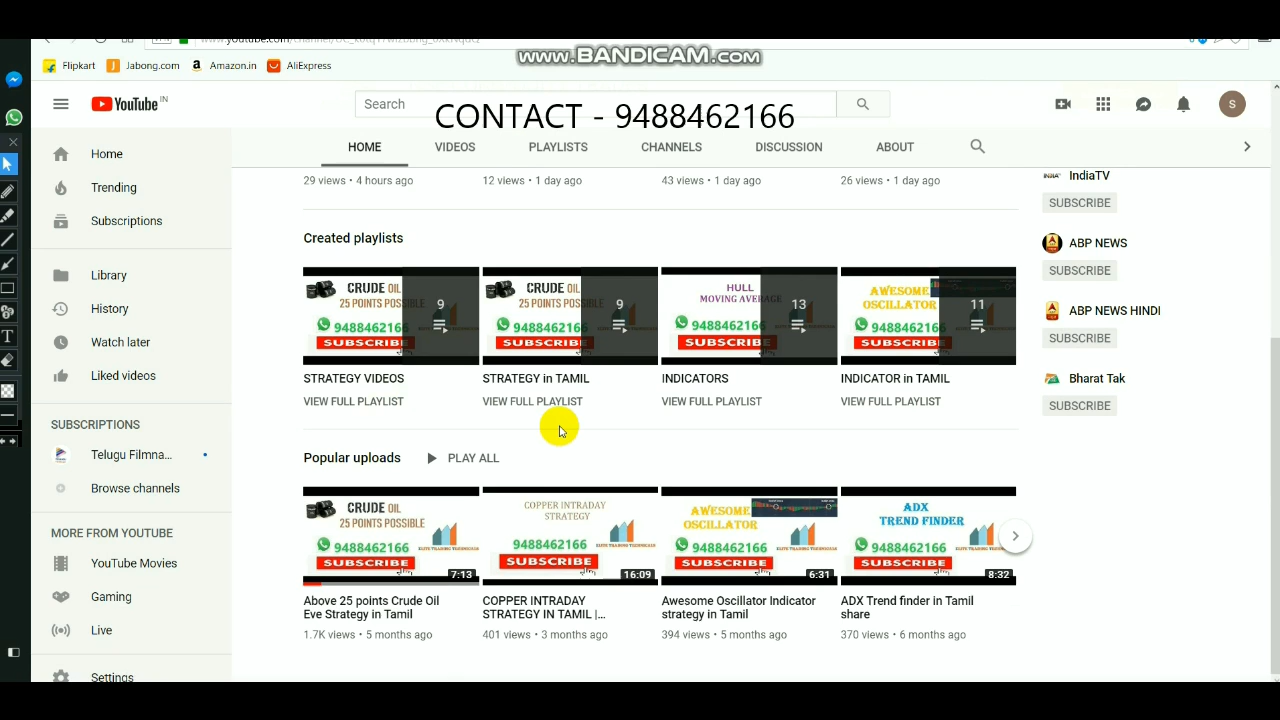 www.BANDICAM.com
Flipkart
Jabong.com
Amazon.in
AliExpress
YouTube IN
Search
CONTACT - 9488462166
S
HOME VIDEOS PLAYLISTS CHANNELS DISCUSSION ABOUT
Home
Trending
Subscriptions
Library
History
Watch later
Liked videos
SUBSCRIPTIONS
Telugu Filmna...
Browse channels
MORE FROM YOUTUBE
YouTube Movies
Gaming
Live
Settings
29 views • 4 hours ago
12 views • 1 day ago
43 views • 1 day ago
26 views • 1 day ago
Created playlists
CRUDE OIL
25 POINTS POSSIBLE
9488462166
SUBSCRIBE
9
STRATEGY VIDEOS
VIEW FULL PLAYLIST
CRUDE OIL
25 POINTS POSSIBLE
9488462166
SUBSCRIBE
9
STRATEGY in TAMIL
VIEW FULL PLAYLIST
HULL
MOVING AVERAGE
9488462166
SUBSCRIBE
13
INDICATORS
VIEW FULL PLAYLIST
AWESOME
OSCILLATOR
9488462166
SUBSCRIBE
11
INDICATOR in TAMIL
VIEW FULL PLAYLIST
Popular uploads PLAY ALL
CRUDE OIL
25 POINTS POSSIBLE
9488462166
ELITE TRADING TECHNIQUES
SUBSCRIBE
7:13
Above 25 points Crude Oil
Eve Strategy in Tamil
1.7K views • 5 months ago
COPPER INTRADAY
STRATEGY
9488462166
SUBSCRIBE
16:09
COPPER INTRADAY
STRATEGY IN TAMIL |...
401 views • 3 months ago
AWESOME
OSCILLATOR
9488462166
SUBSCRIBE
6:31
Awesome Oscillator Indicator
strategy in Tamil
394 views • 5 months ago
ADX
TREND FINDER
9488462166
SUBSCRIBE
8:32
ADX Trend finder in Tamil
share
370 views • 6 months ago
IndiaTV
SUBSCRIBE
ABP NEWS
SUBSCRIBE
ABP NEWS HINDI
SUBSCRIBE
Bharat Tak
SUBSCRIBE